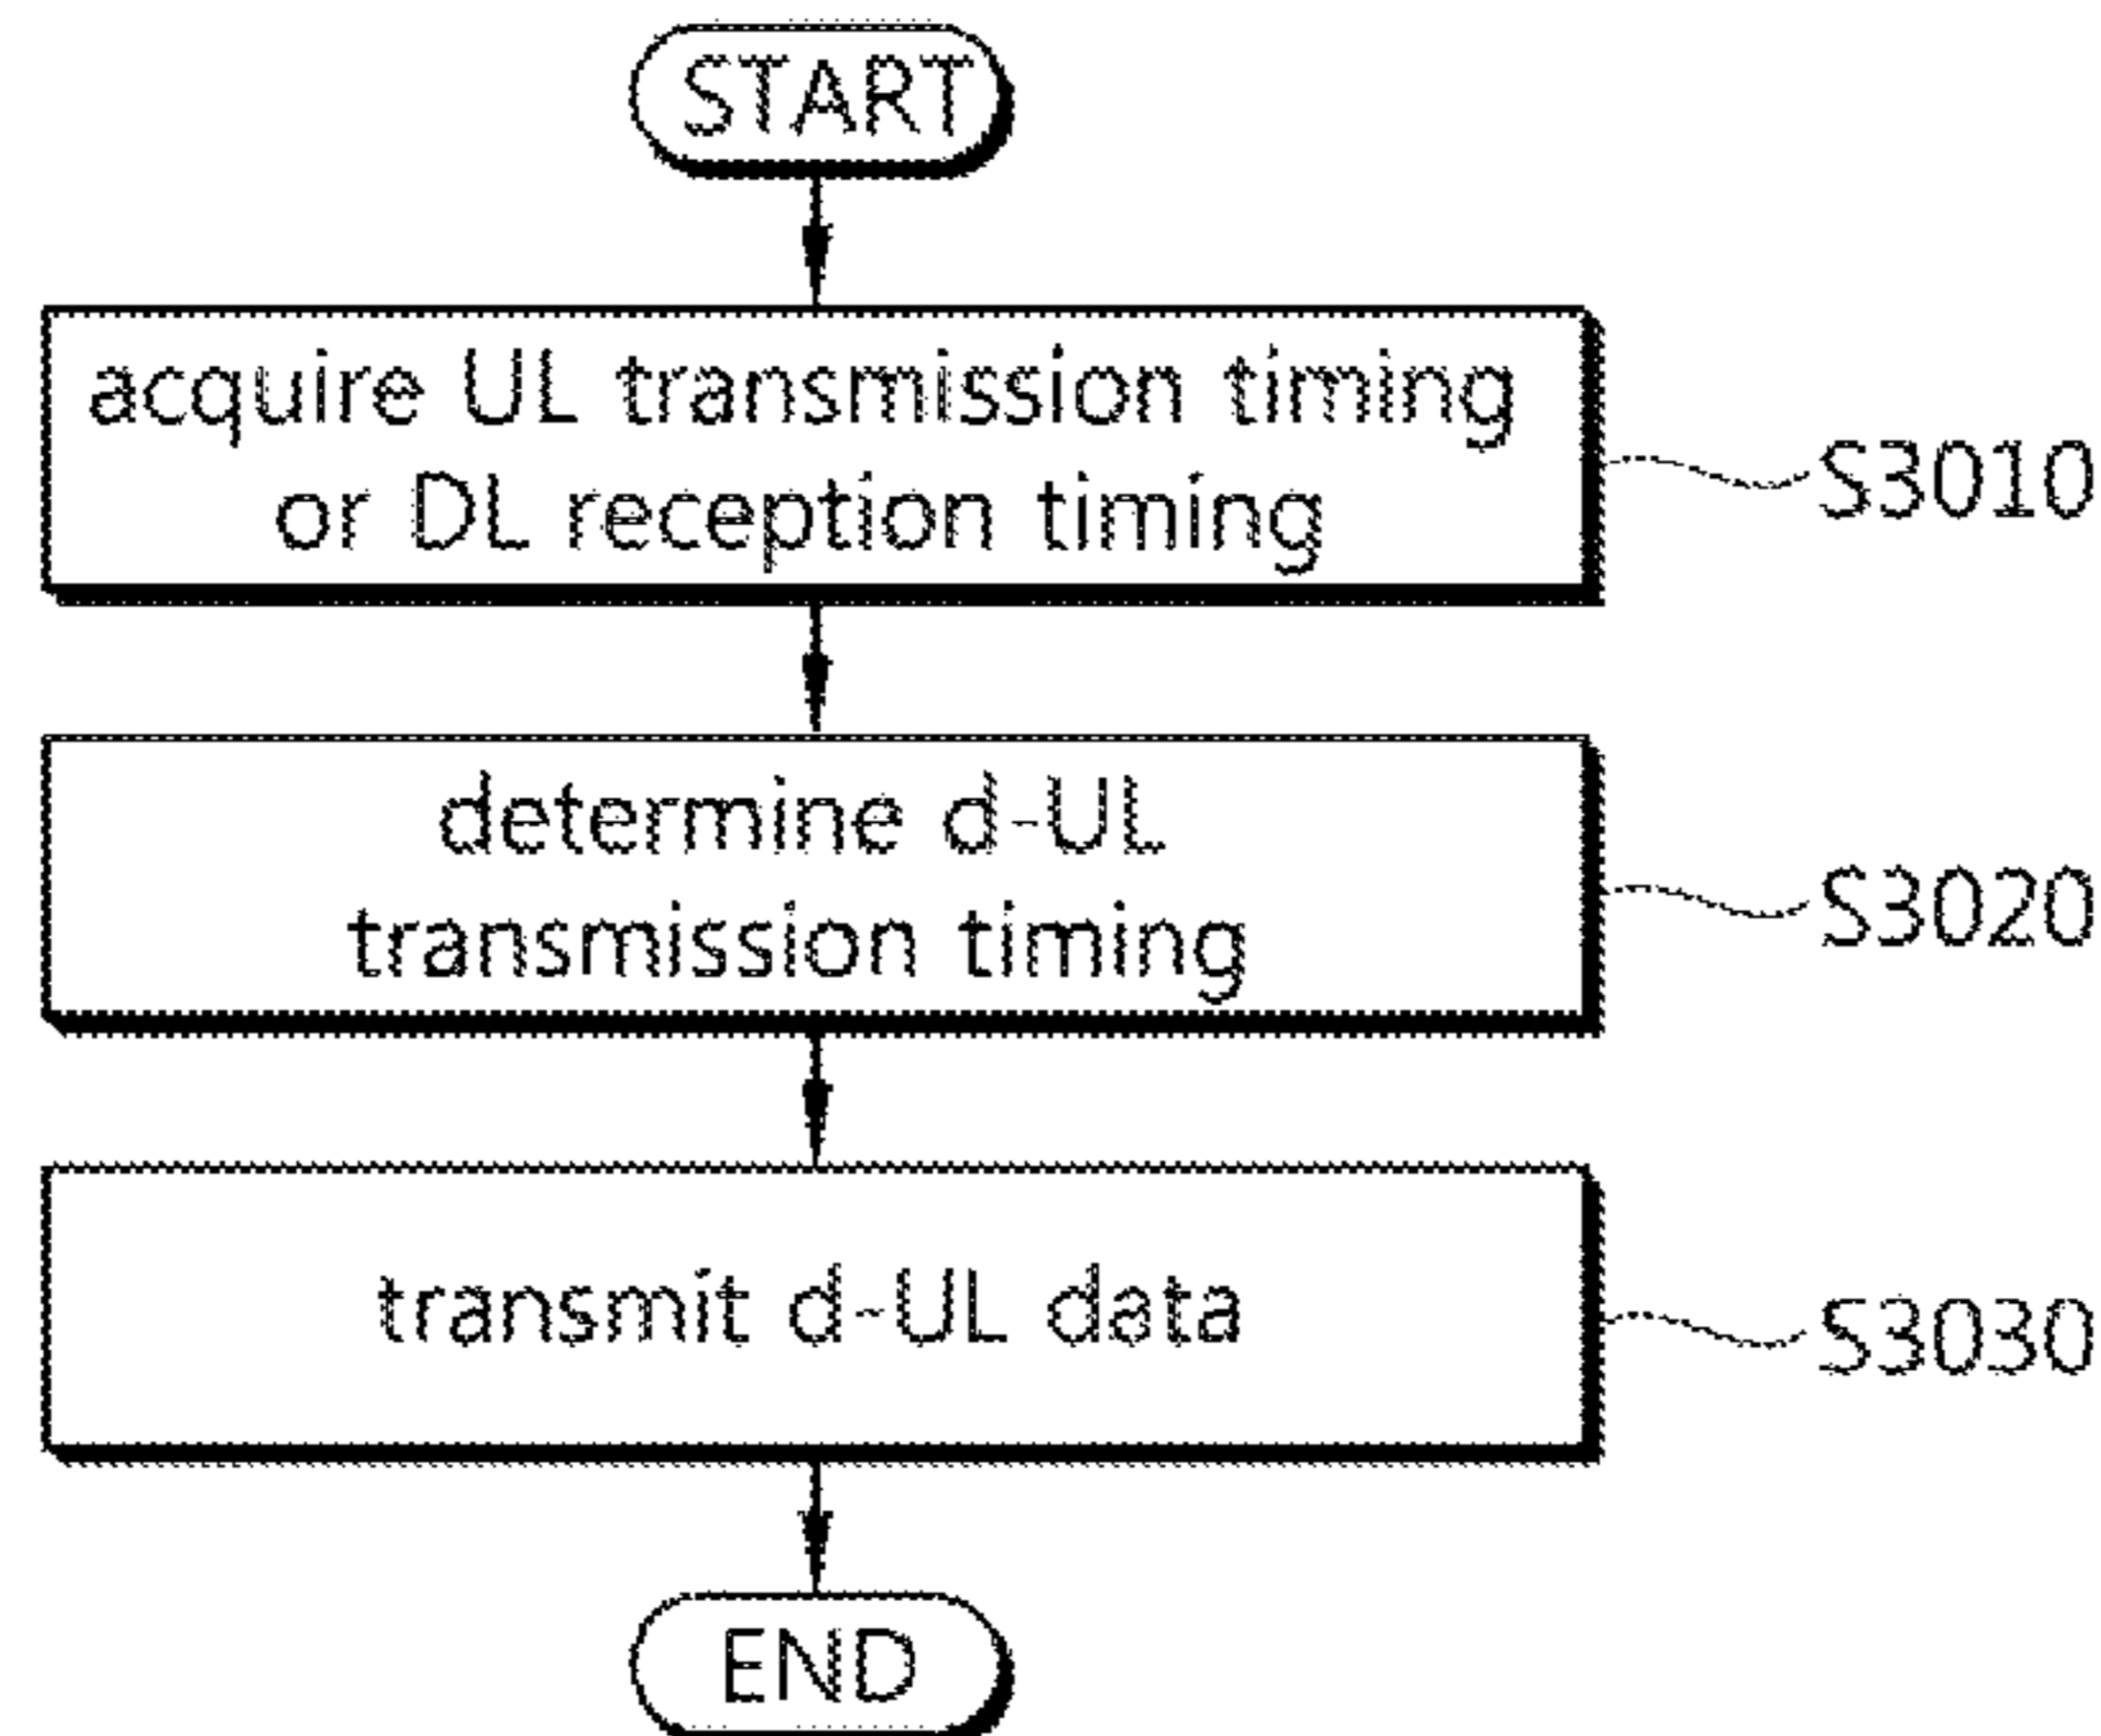 START
acquire UL transmission timing
or DL reception timing
S3010
determine d-UL
transmission timing
S3020
transmit d-UL data
S3030
END